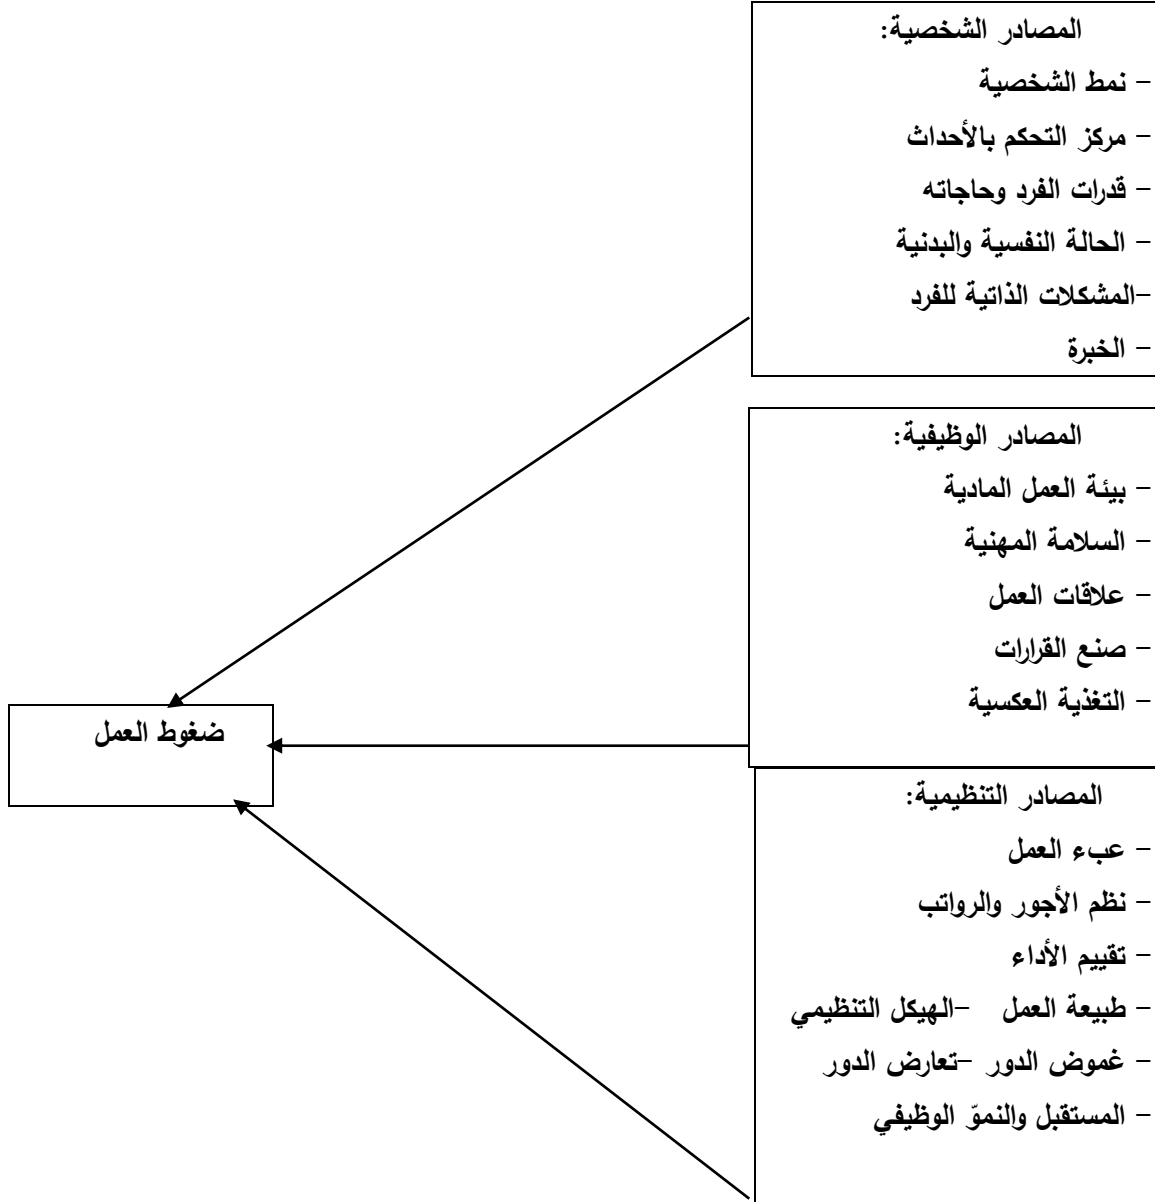 المصادر الشخصية:
– نمط الشخصية
– مركز التحكم بالأحداث
– قدرات الفرد وحاجاته
– الحالة النفسية والبدنية
–المشكلات الذاتية للفرد
– الخبرة
المصادر الوظيفية:
– بيئة العمل المادية
– السلامة المهنية
– علاقات العمل
– صنع القرارات
– التغذية العكسية
ضغوط العمل
المصادر التنظيمية:
– عبء العمل
– نظم الأجور والرواتب
– تقييم الأداء
– طبيعة العمل –الهيكل التنظيمي
– غموض الدور –تعارض الدور
– المستقبل والنموّ الوظيفي